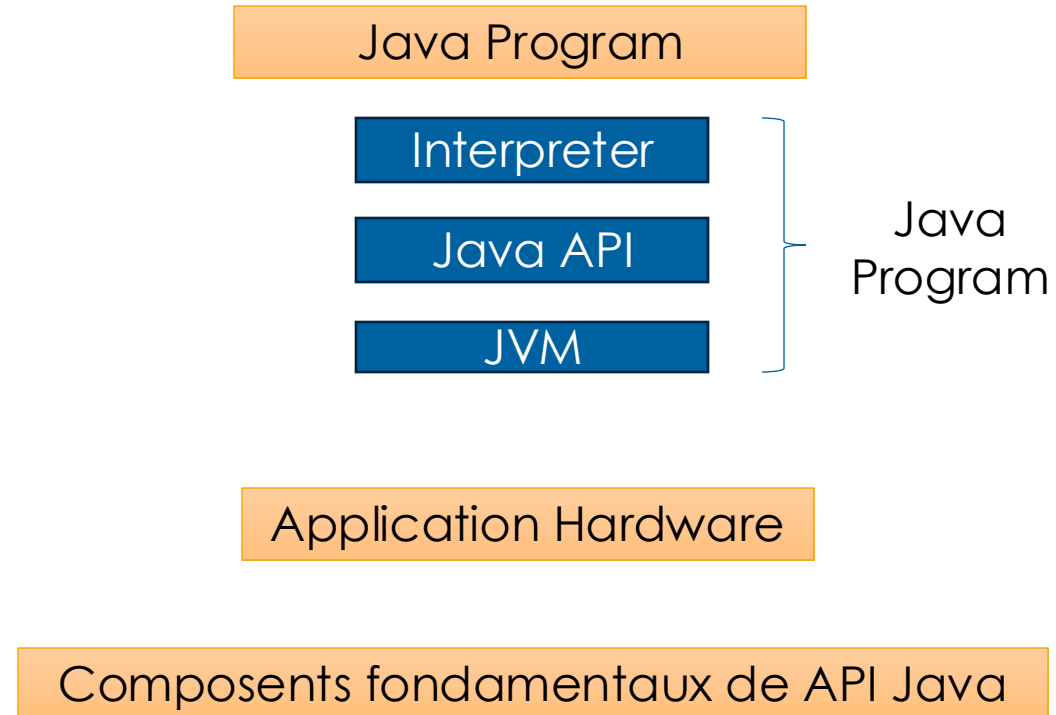 Java Program
Interpreter
Java API
JVM
Java
Program
Application Hardware
Composents fondamentaux de API Java